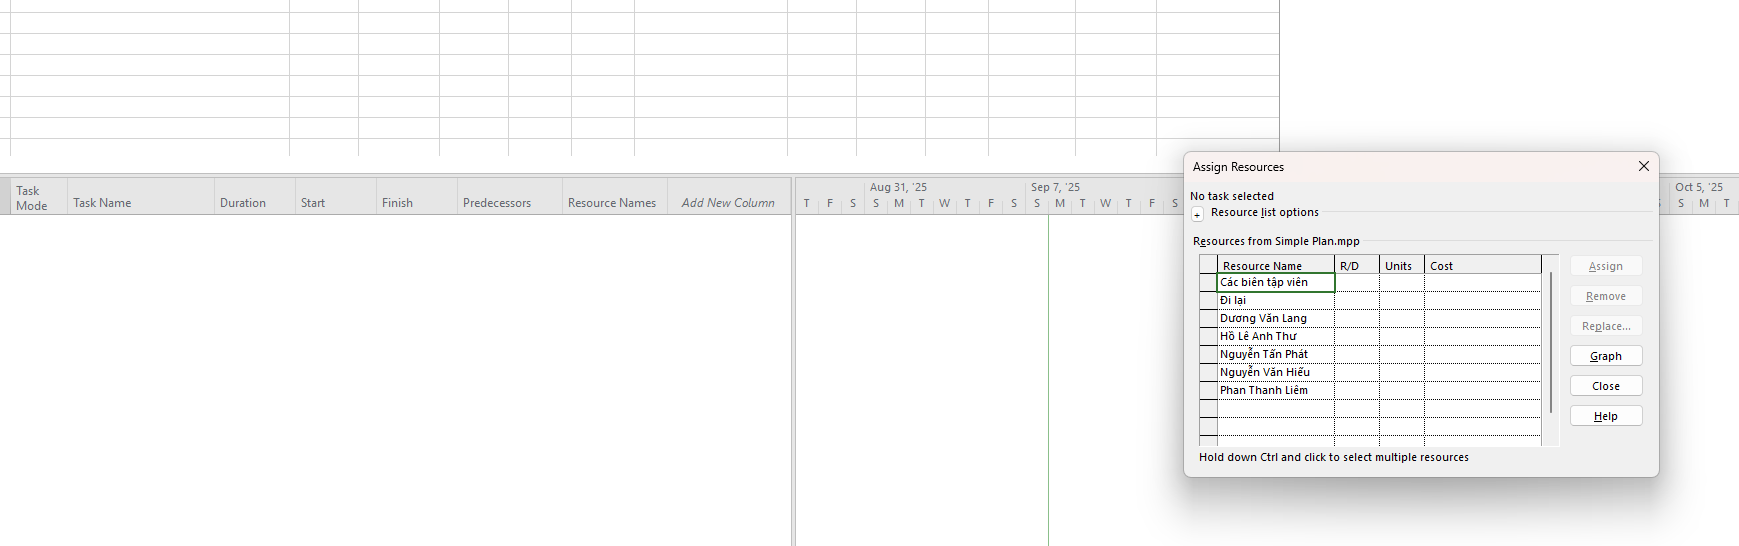 Task Mode
Task Name
Duration
Start
Finish
Predecessors
Resource Names
Add New Column
Aug 31, '25
Sep 7, '25
Oct 5, '25
T F S S M T W T F S S M T W T F S
S M T
Assign Resources
No task selected
+ Resource list options
Resources from Simple Plan.mpp
Resource Name R/D Units Cost
Các biên tập viên
Đi lại
Dương Văn Lang
Hồ Lê Anh Thư
Nguyễn Tấn Phát
Nguyễn Văn Hiếu
Phan Thanh Liêm
Assign
Remove
Replace...
Graph
Close
Help
Hold down Ctrl and click to select multiple resources